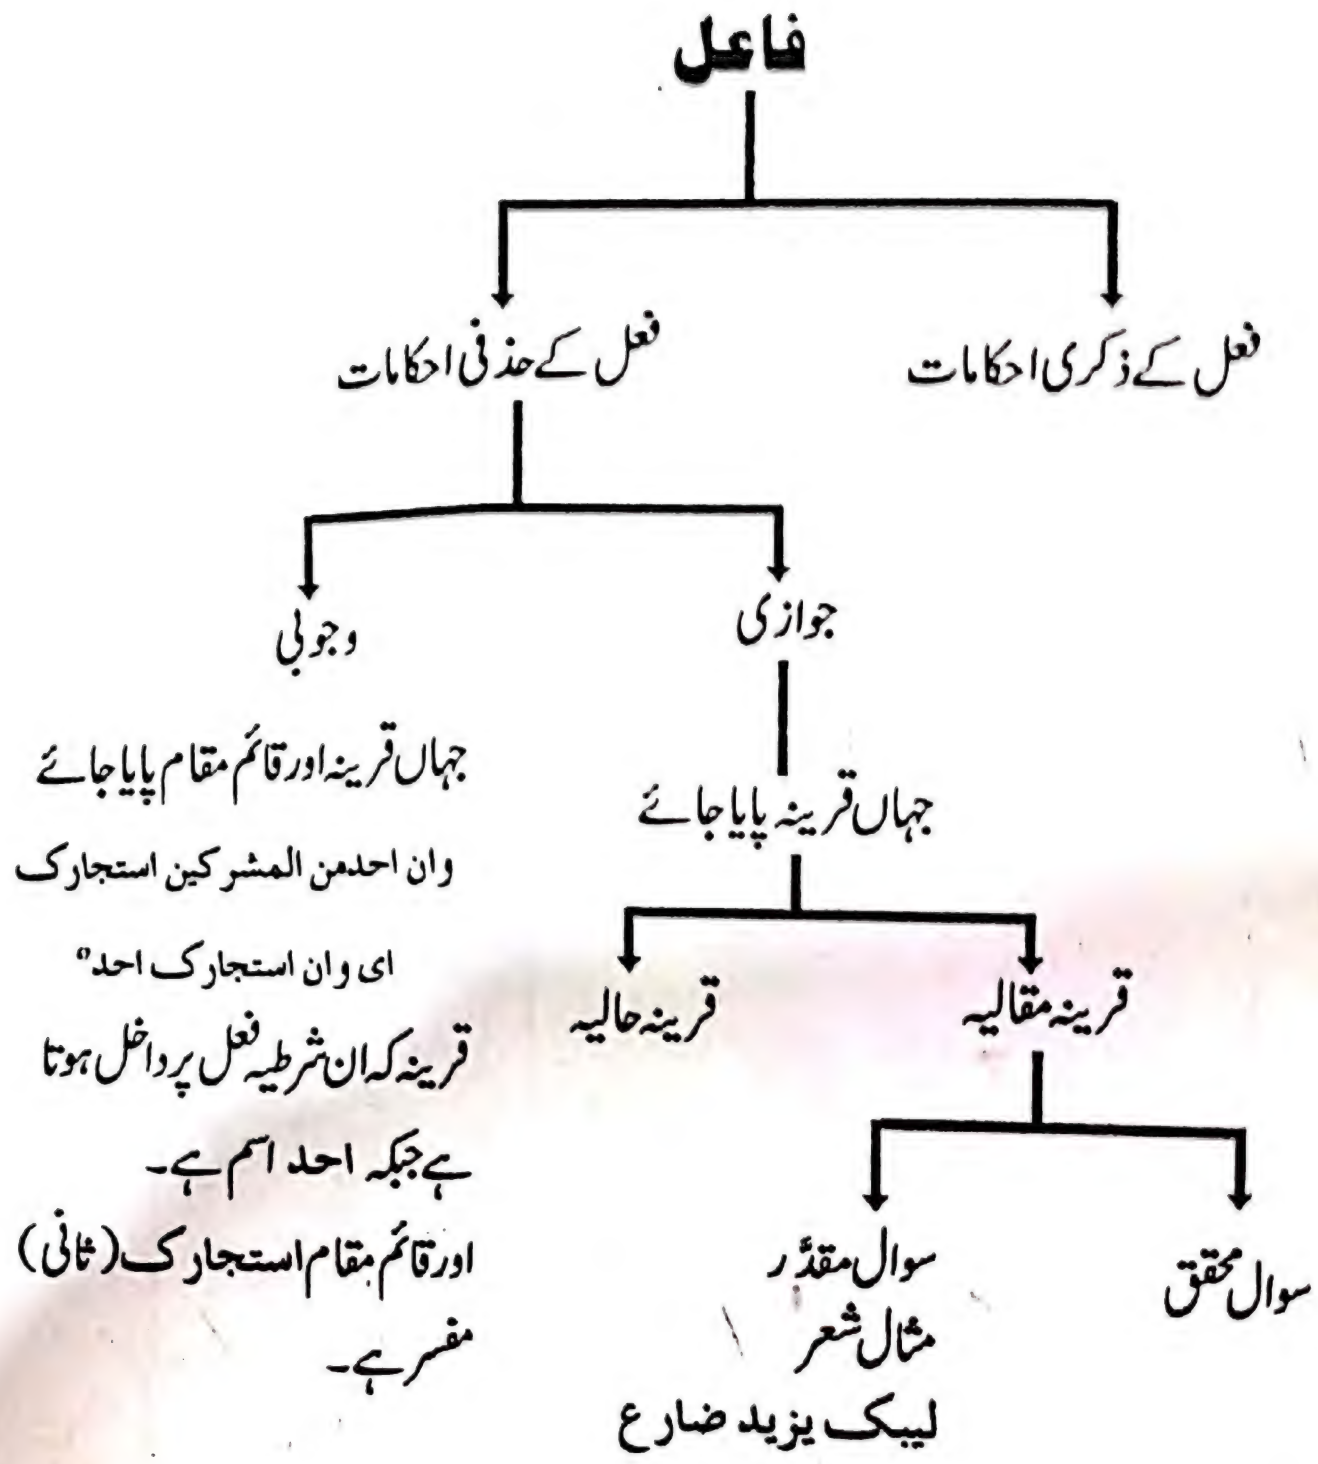 فاعل
فعل کے ذکری احکامات
فعل کے حذفی احکامات
جوازی
وجوبی
جہاں قرینہ پایا جائے
قرینہ مقالیہ
قرینہ حالیہ
سوال محقق
سوال مقدَّر
مثال شعر
لیبک یزید ضارع
جہاں قرینہ اور قائم مقام پایا جائے
وان احدمن المشرکین استجارک
ای وان استجارک احدٌ
قرینہ کہ ان شرطیہ فعل پر داخل ہوتا
ہے جبکہ احد اسم ہے۔
اور قائم مقام استجارک (ثانی)
مفسر ہے۔